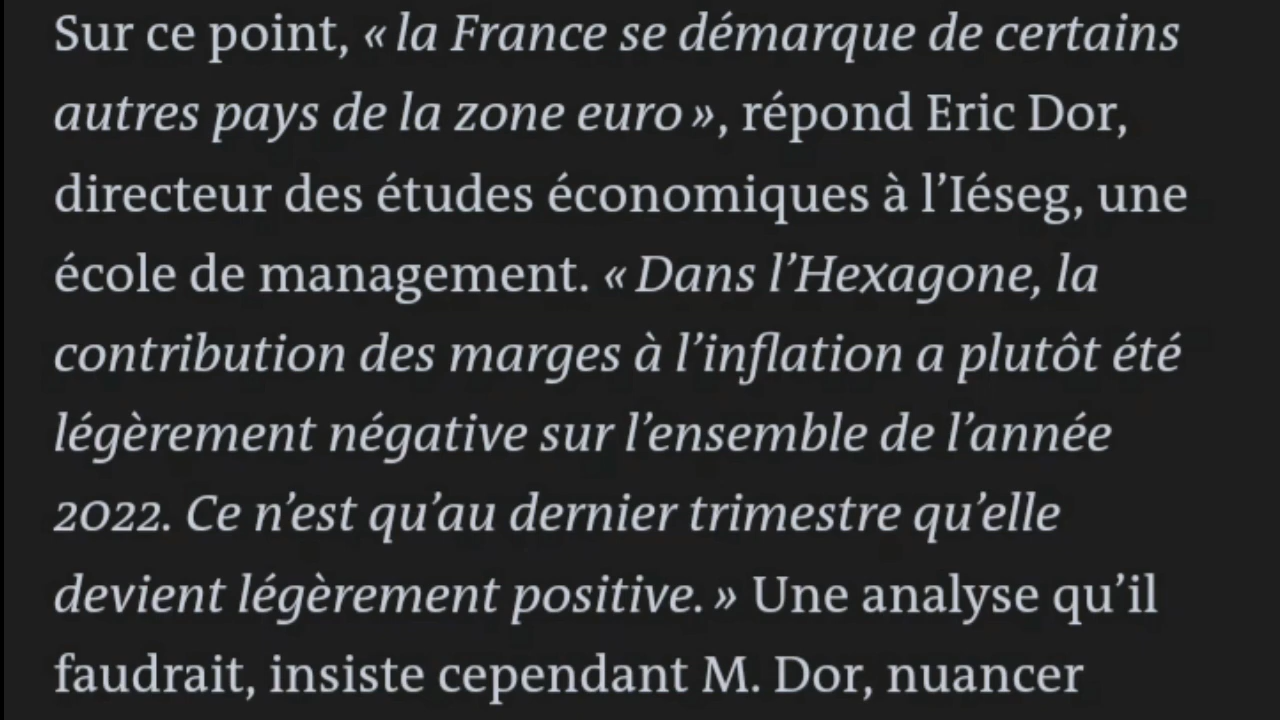 Sur ce point, « la France se démarque de certains
autres pays de la zone euro », répond Eric Dor,
directeur des études économiques à l’Iéseg, une
école de management. « Dans l’Hexagone, la
contribution des marges à l’inflation a plutôt été
légèrement négative sur l’ensemble de l’année
2022. Ce n’est qu’au dernier trimestre qu’elle
devient légèrement positive. » Une analyse qu’il
faudrait, insiste cependant M. Dor, nuancer